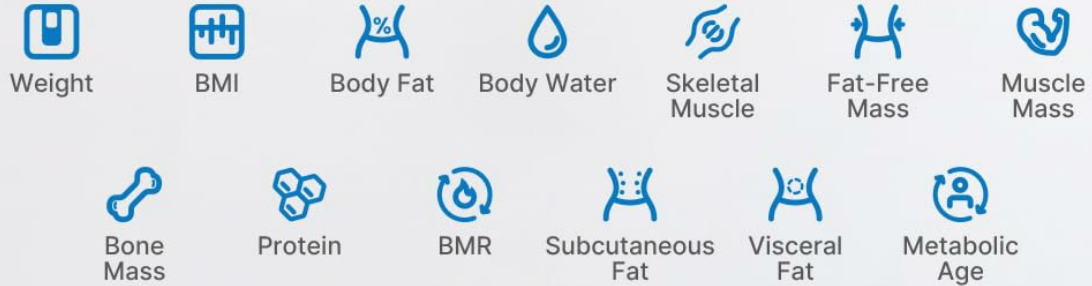 %
Weight
BMI
Body Fat
Body Water
Skeletal
Muscle
Fat-Free
Mass
Muscle
Mass
Bone
Mass
Protein
BMR
Subcutaneous
Fat
Visceral
Fat
Metabolic
Age